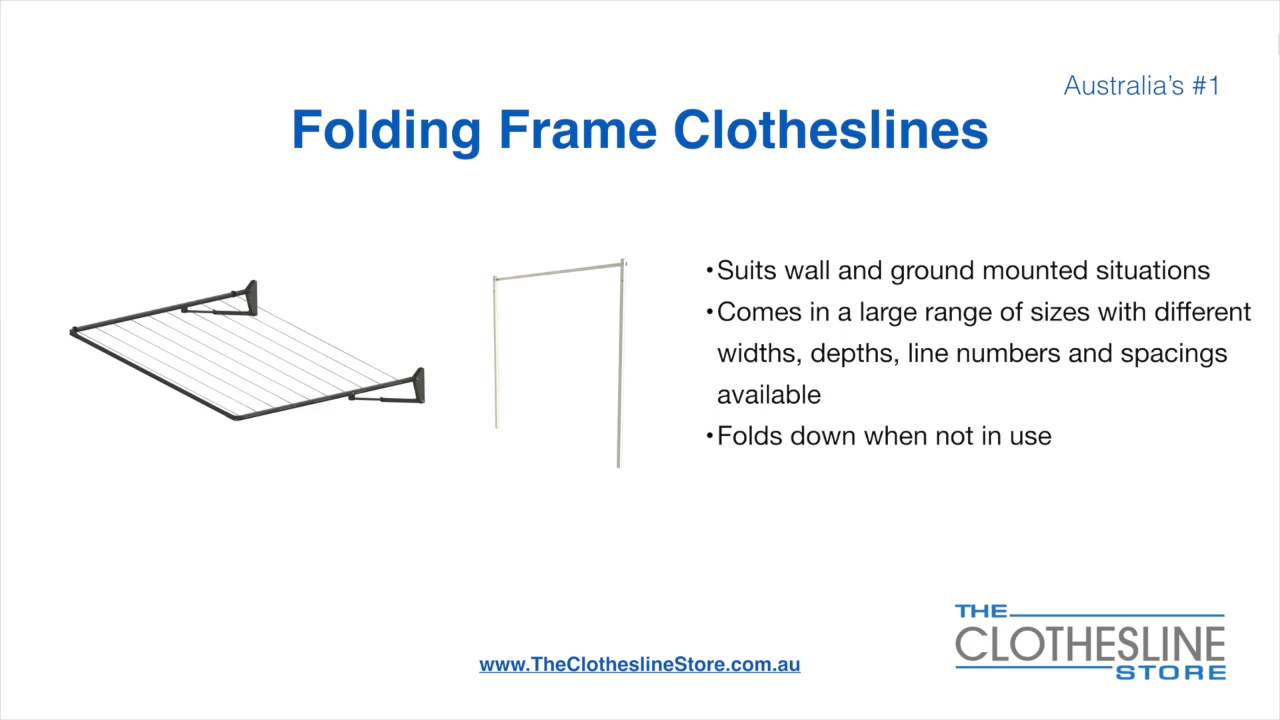 Australia's #1
Folding Frame Clotheslines
•Suits wall and ground mounted situations
•Comes in a large range of sizes with different
widths, depths, line numbers and spacings
available
•Folds down when not in use
www.TheClotheslineStore.com.au
THE
CLOTHESLINE
STORE